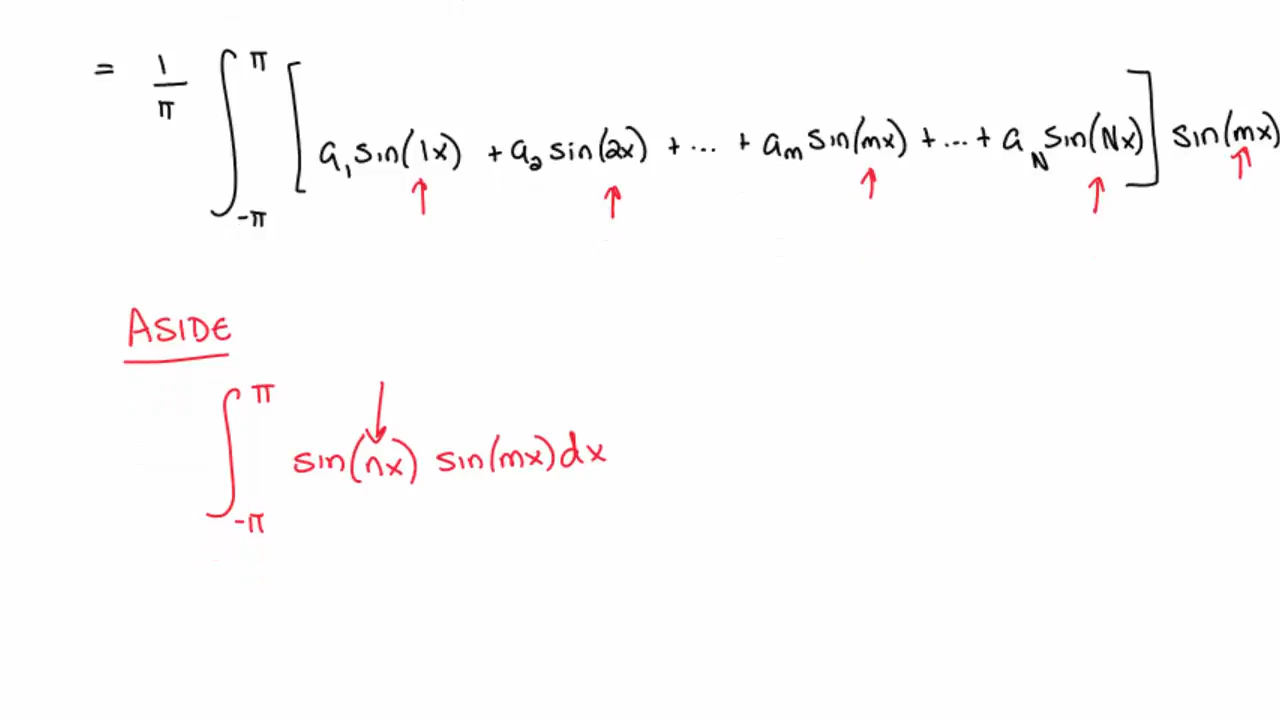 = 1/π ∫_{-π}^{π} [a₁ sin(1x) + a₂ sin(2x) + ... + aₘ sin(mx) + ... + a_N sin(Nx)] sin(mx)
ASIDE
∫_{-π}^{π} sin(nx) sin(mx) dx